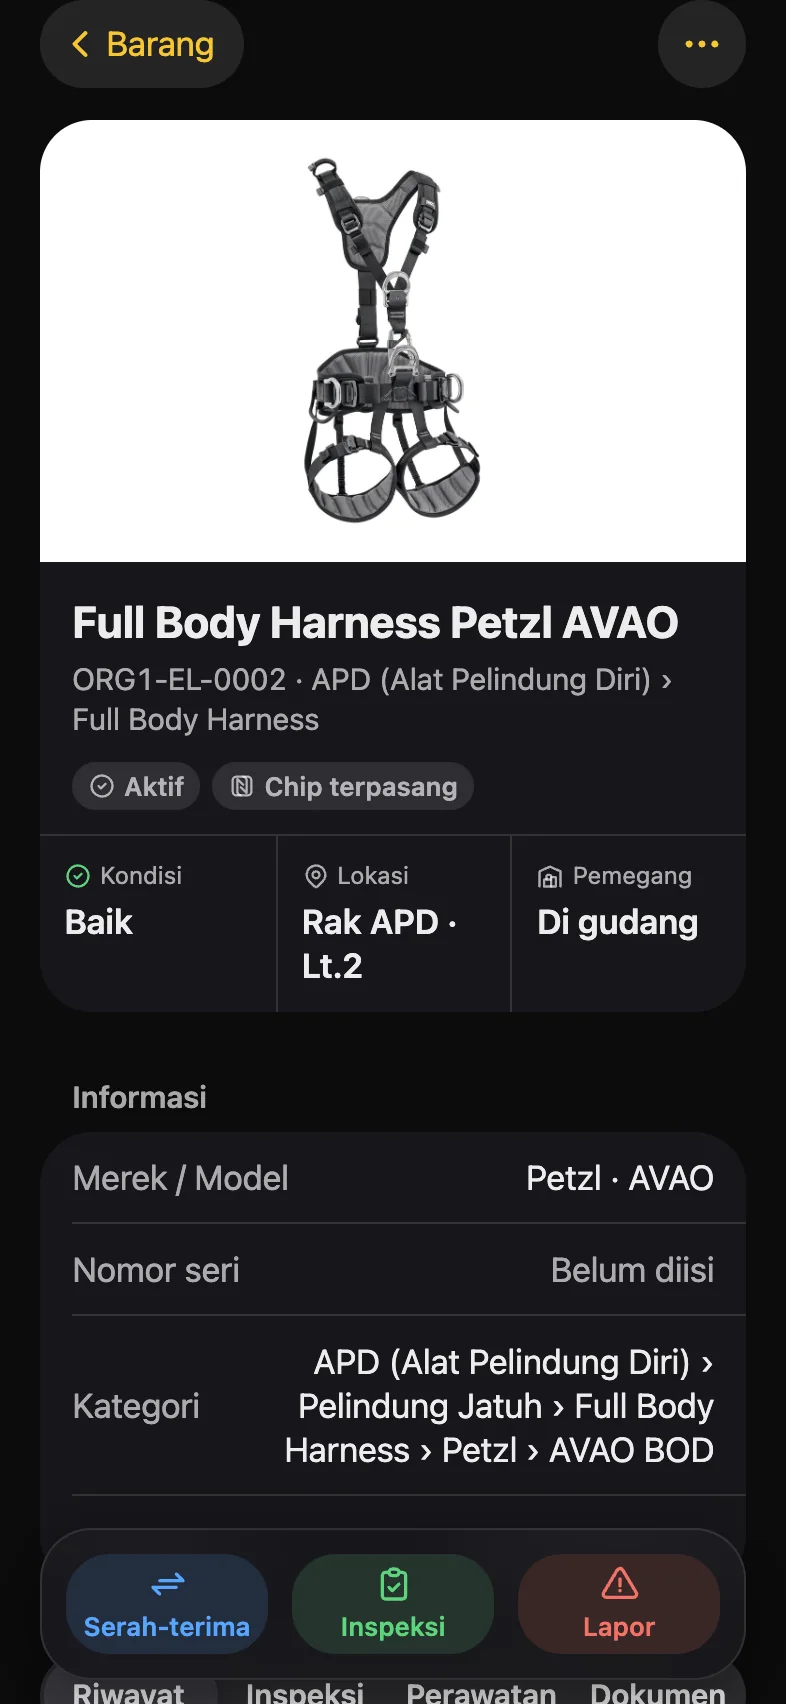 Barang
Full Body Harness Petzl AVAO
ORG1-EL-0002 · APD (Alat Pelindung Diri) ›
Full Body Harness
Aktif
Chip terpasang
Kondisi
Baik
Lokasi
Rak APD ·
Lt.2
Pemegang
Di gudang
Informasi
Merek / Model
Petzl · AVAO
Nomor seri
Belum diisi
Kategori
APD (Alat Pelindung Diri) ›
Pelindung Jatuh › Full Body
Harness › Petzl › AVAO BOD
Serah-terima
Inspeksi
Lapor
Riwayat
Inspeksi
Perawatan
Dokumen